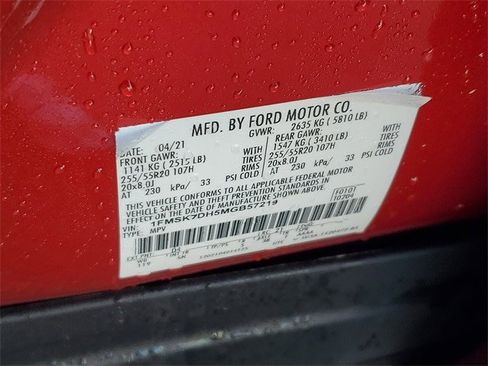 MFD. BY FORD MOTOR CO.
DATE: 04/21 GVWR: 2635 KG ( 5810 LB)
FRONT GAWR: REAR GAWR:
1141 KG ( 2515 LB) WITH 1547 KG ( 3410 LB) WITH
255/55R20 107H TIRES 255/55R20 107H TIRES
20x8.0J RIMS 20x8.0J RIMS
AT 230 kPa/ 33 PSI COLD AT 230 kPa/ 33 PSI COLD
THIS VEHICLE CONFORMS TO ALL APPLICABLE FEDERAL MOTOR
VEHICLE SAFETY AND THEFT PREVENTION STANDARDS IN EFFECT
ON THE DATE OF MANUFACTURE SHOWN ABOVE.
VIN: 1FMSK7DH5MGB57219
TYPE: MPV F0101
EXT PNT: 
119